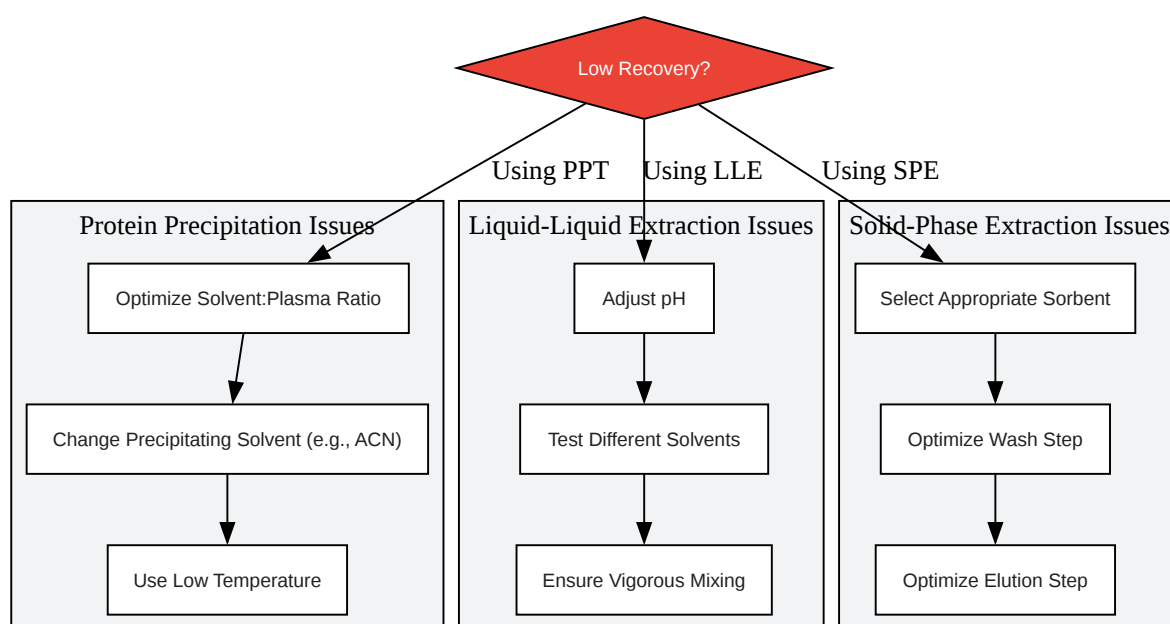 Low Recovery?
Using PPT
Using LLE
Using SPE
Protein Precipitation Issues
Liquid-Liquid Extraction Issues
Solid-Phase Extraction Issues
Optimize Solvent:Plasma Ratio
Adjust pH
Select Appropriate Sorbent
Change Precipitating Solvent (e.g., ACN)
Test Different Solvents
Optimize Wash Step
Use Low Temperature
Ensure Vigorous Mixing
Optimize Elution Step